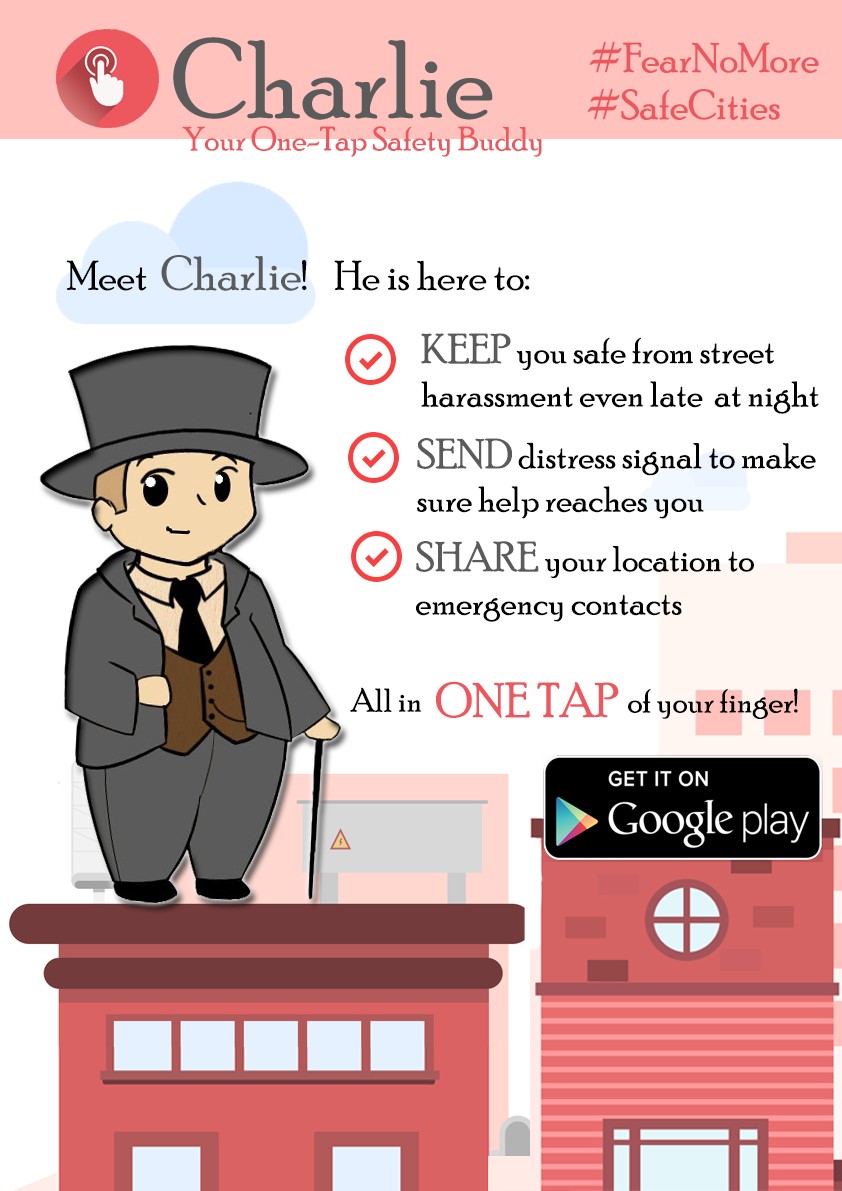 Charlie
Your One-Tap Safety Buddy
#FearNoMore
#SafeCities
Meet Charlie! He is here to:
KEEP you safe from street
harassment even late at night
SEND distress signal to make
sure help reaches you
SHARE your location to
emergency contacts
All in ONE TAP of your finger!
GET IT ON
Google play